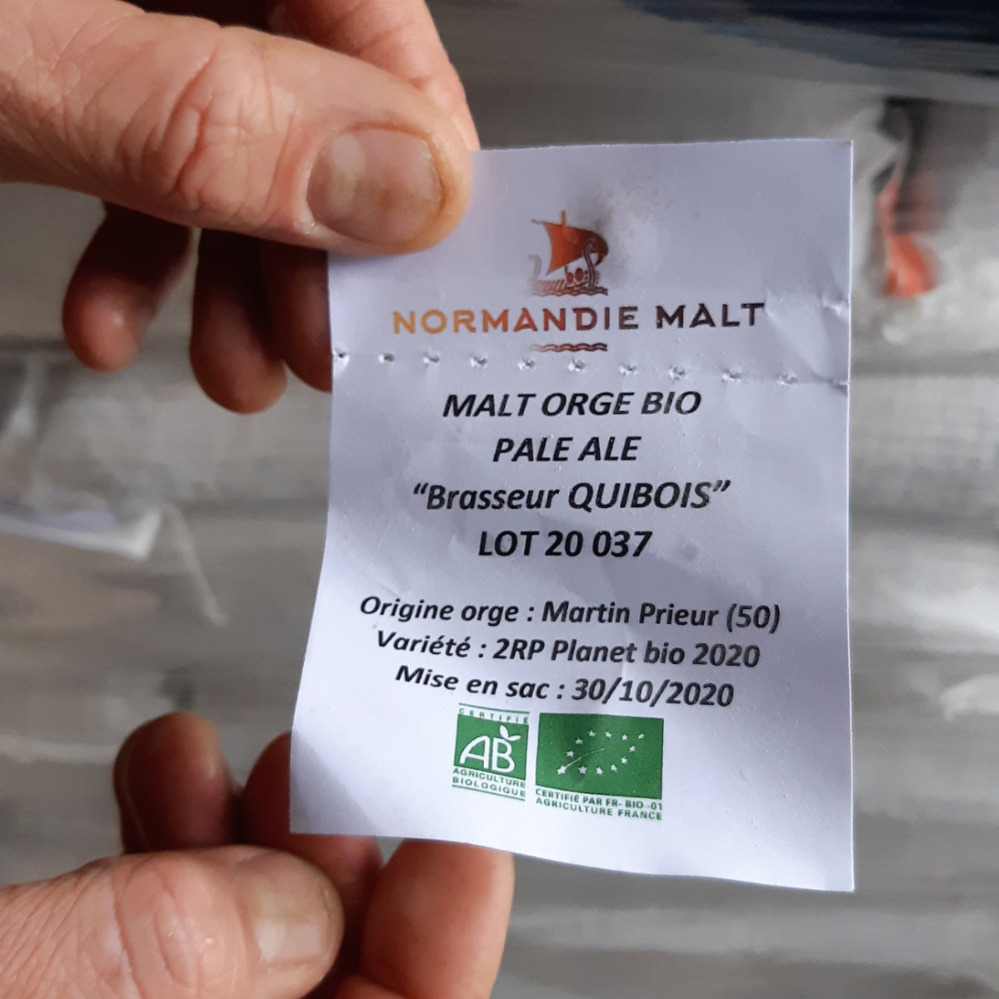 NORMANDIE MALT
MALT ORGE BIO
PALE ALE
“Brasseur QUIBOIS”
LOT 20 037
Origine orge : Martin Prieur (50)
Variété : 2RP Planet bio 2020
Mise en sac : 30/10/2020
CERTIFIÉ
AB
AGRICULTURE
BIOLOGIQUE
CERTIFIÉ PAR FR- BIO -01
AGRICULTURE FRANCE